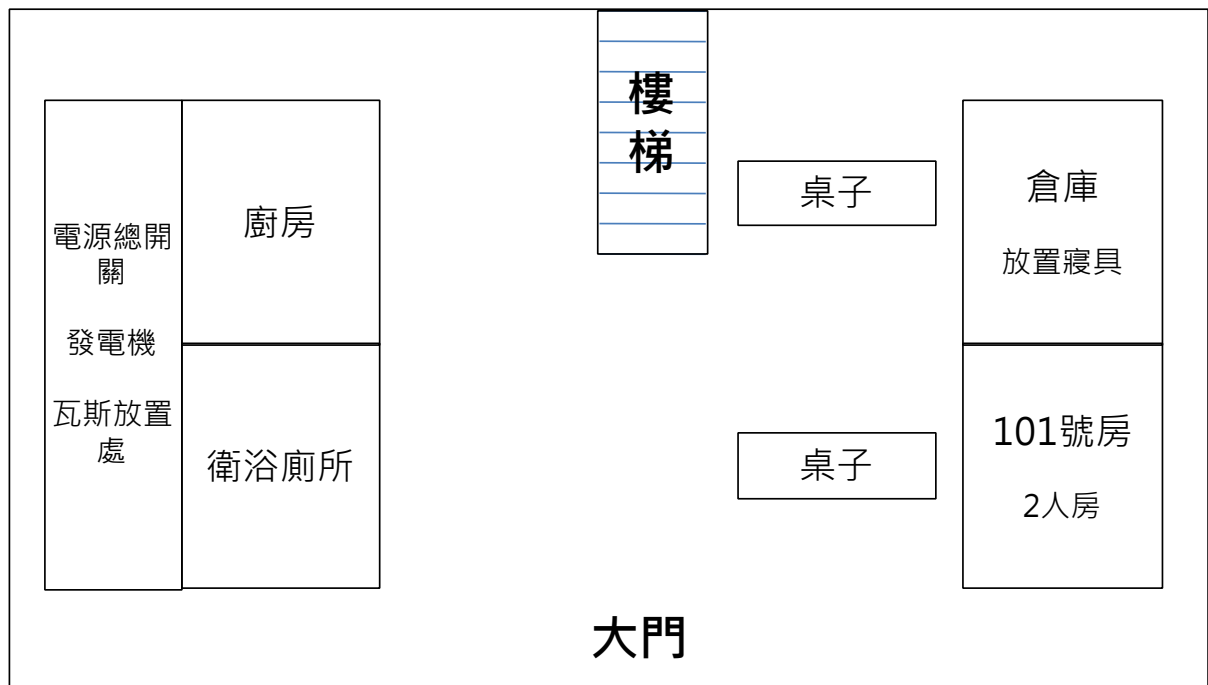 樓
梯
電源總開
關
發電機
瓦斯放置
處
廚房
衛浴廁所
桌子
桌子
倉庫
放置寢具
101號房
2人房
大門